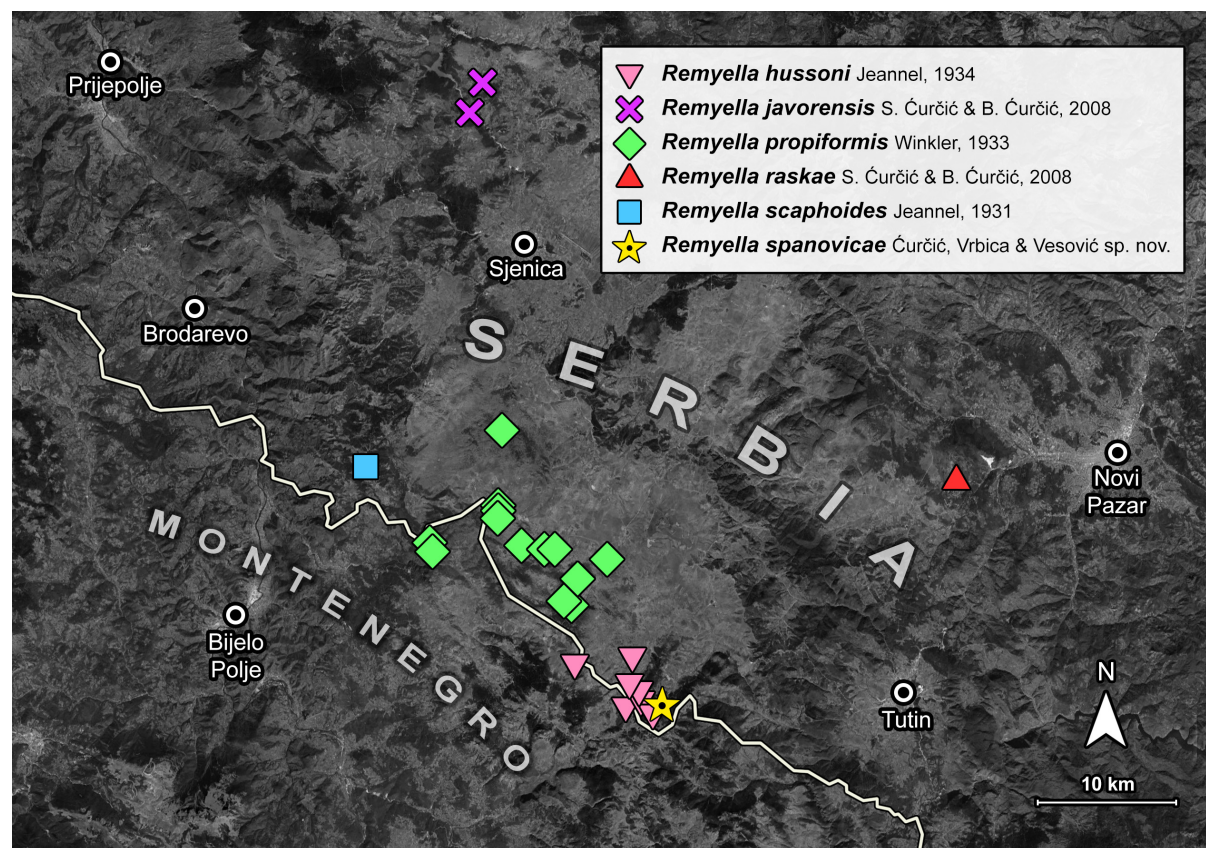 Prijepolje
Remyella hussoni Jeannel, 1934
Remyella javorensis S. Ćurčić & B. Ćurčić, 2008
Remyella propiformis Winkler, 1933
Remyella raskae S. Ćurčić & B. Ćurčić, 2008
Remyella scaphoides Jeannel, 1931
Remyella spanovicae Ćurčić, Vrbica & Vesović sp. nov.
Sjenica
Brodarevo
SERBIA
Novi
Pazar
MONTENEGRO
Bijelo
Polje
Tutin
N
10 km